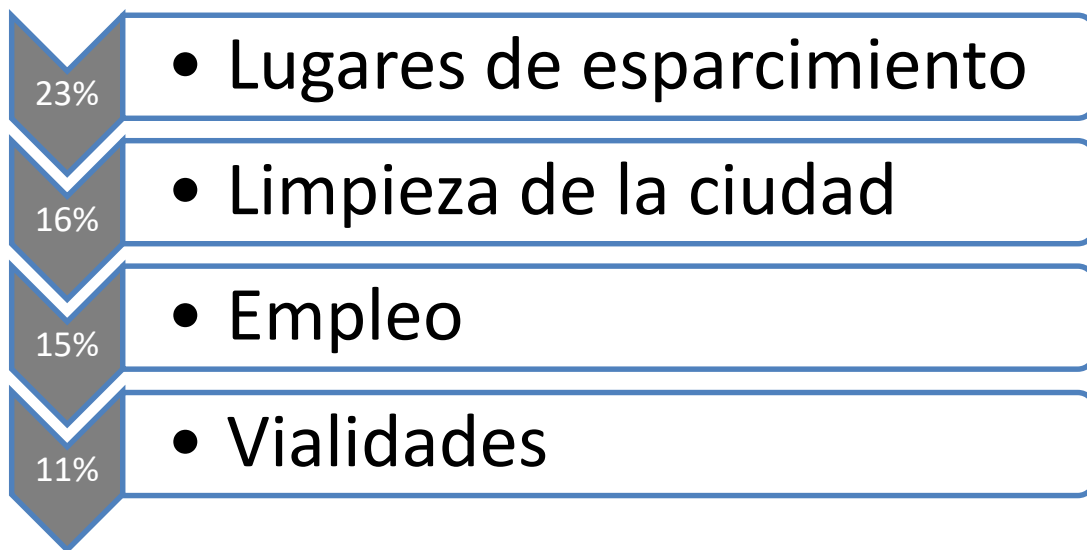 23%
• Lugares de esparcimiento
16%
• Limpieza de la ciudad
15%
• Empleo
11%
• Vialidades